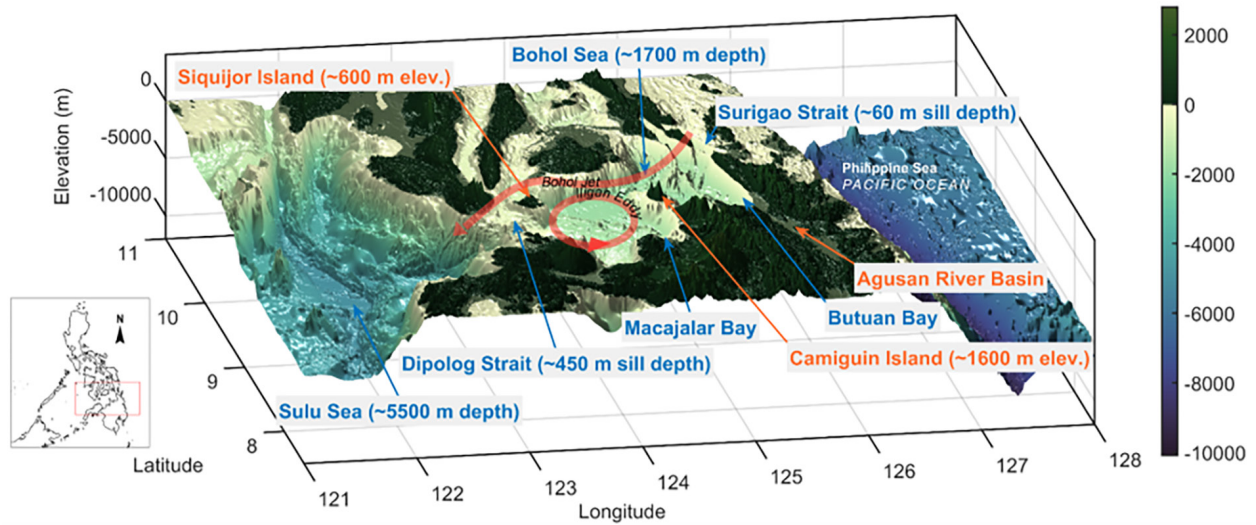 Bohol Sea (~1700 m depth)
Siquijor Island (~600 m elev.)
Surigao Strait (~60 m sill depth)
Philippine Sea
PACIFIC OCEAN
Bohol Jet
Iligan Eddy
Agusan River Basin
Butuan Bay
Macajalar Bay
Camiguin Island (~1600 m elev.)
Dipolog Strait (~450 m sill depth)
Sulu Sea (~5500 m depth)
Elevation (m)
0
-5000
-10000
11
10
9
8
Latitude
121
122
123
124
125
126
127
128
Longitude
N
2000
0
-2000
-4000
-6000
-8000
-10000